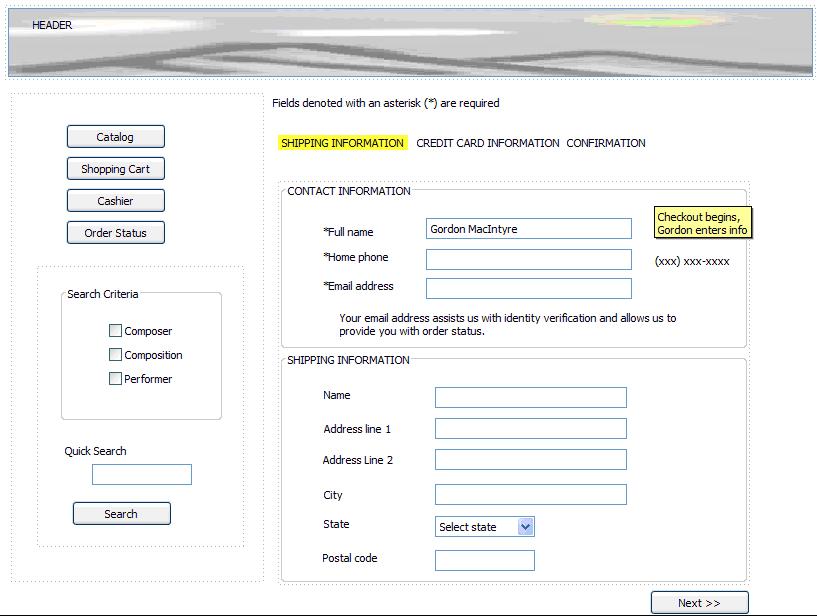 HEADER
Catalog
Shopping Cart
Cashier
Order Status
Search Criteria
Composer
Composition
Performer
Quick Search
Search
Fields denoted with an asterisk (*) are required
SHIPPING INFORMATION CREDIT CARD INFORMATION CONFIRMATION
CONTACT INFORMATION
Checkout begins,
Gordon enters info
*Full name Gordon MacIntyre
*Home phone (xxx) xxx-xxxx
*Email address
Your email address assists us with identity verification and allows us to
provide you with order status.
SHIPPING INFORMATION
Name
Address line 1
Address Line 2
City
State Select state
Postal code
Next >>